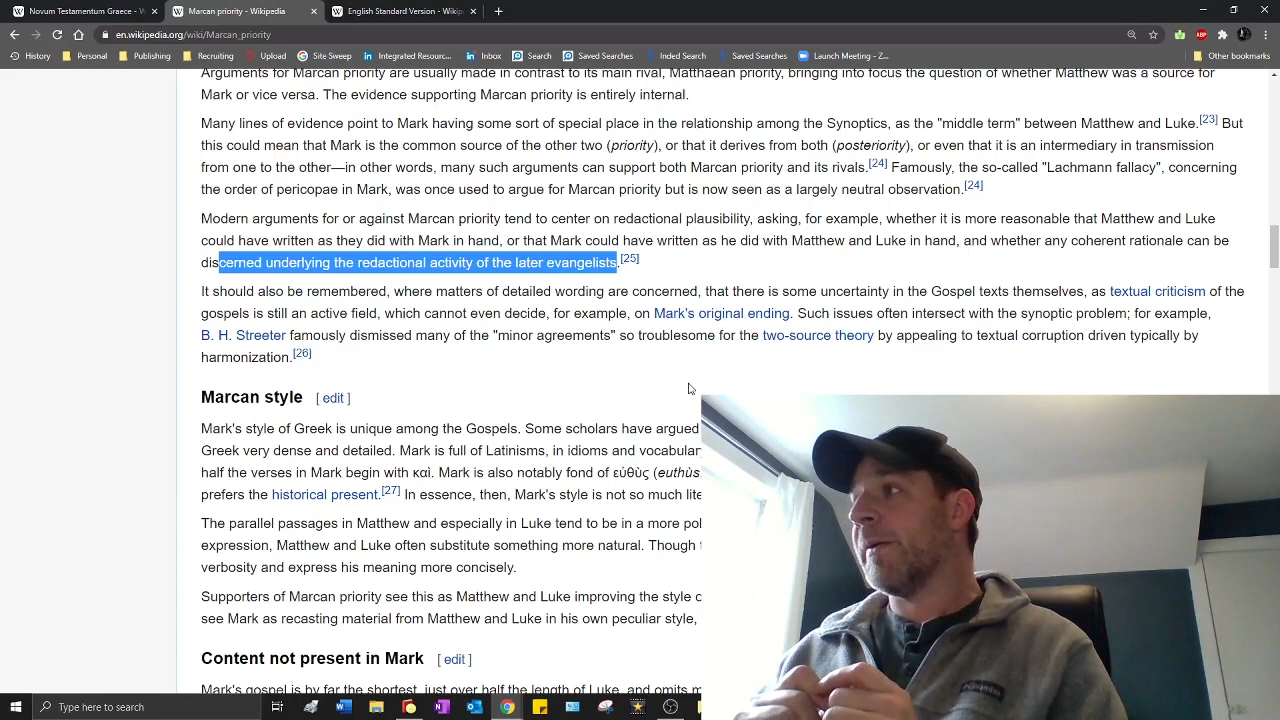 Novum Testamentum Graece - W
Marcan priority - Wikipedia
English Standard Version - Wikip
en.wikipedia.org/wiki/Marcan_priority
History Personal Publishing Recruiting Upload Site Sweep Integrated Resourc... Inbox Search Saved Searches Inded Search Saved Searches Launch Meeting - Z... Other bookmarks
Arguments for Marcan priority are usually made in contrast to its main rival, Matthaean priority, bringing into focus the question of whether Matthew was a source for
Mark or vice versa. The evidence supporting Marcan priority is entirely internal.
Many lines of evidence point to Mark having some sort of special place in the relationship among the Synoptics, as the "middle term" between Matthew and Luke.[23] But
this could mean that Mark is the common source of the other two (priority), or that it derives from both (posteriority), or even that it is an intermediary in transmission
from one to the other—in other words, many such arguments can support both Marcan priority and its rivals.[24] Famously, the so-called "Lachmann fallacy", concerning
the order of pericopae in Mark, was once used to argue for Marcan priority but is now seen as a largely neutral observation.[24]
Modern arguments for or against Marcan priority tend to center on redactional plausibility, asking, for example, whether it is more reasonable that Matthew and Luke
could have written as they did with Mark in hand, or that Mark could have written as he did with Matthew and Luke in hand, and whether any coherent rationale can be
discerned underlying the redactional activity of the later evangelists.[25]
It should also be remembered, where matters of detailed wording are concerned, that there is some uncertainty in the Gospel texts themselves, as textual criticism of the
gospels is still an active field, which cannot even decide, for example, on Mark's original ending. Such issues often intersect with the synoptic problem; for example,
B. H. Streeter famously dismissed many of the "minor agreements" so troublesome for the two-source theory by appealing to textual corruption driven typically by
harmonization.[26]
Marcan style [ edit ]
Mark's style of Greek is unique among the Gospels. Some scholars have argued
Greek very dense and detailed. Mark is full of Latinisms, in idioms and vocabular
half the verses in Mark begin with καὶ. Mark is also notably fond of εὐθὺς (euthùs
prefers the historical present.[27] In essence, then, Mark's style is not so much lite
The parallel passages in Matthew and especially in Luke tend to be in a more pol
expression, Matthew and Luke often substitute something more natural. Though
verbosity and express his meaning more concisely.
Supporters of Marcan priority see this as Matthew and Luke improving the style o
see Mark as recasting material from Matthew and Luke in his own peculiar style,
Content not present in Mark [ edit ]
Mark's gospel is by far the shortest, just over half the length of Luke, and omits m
Columbia
Type here to search